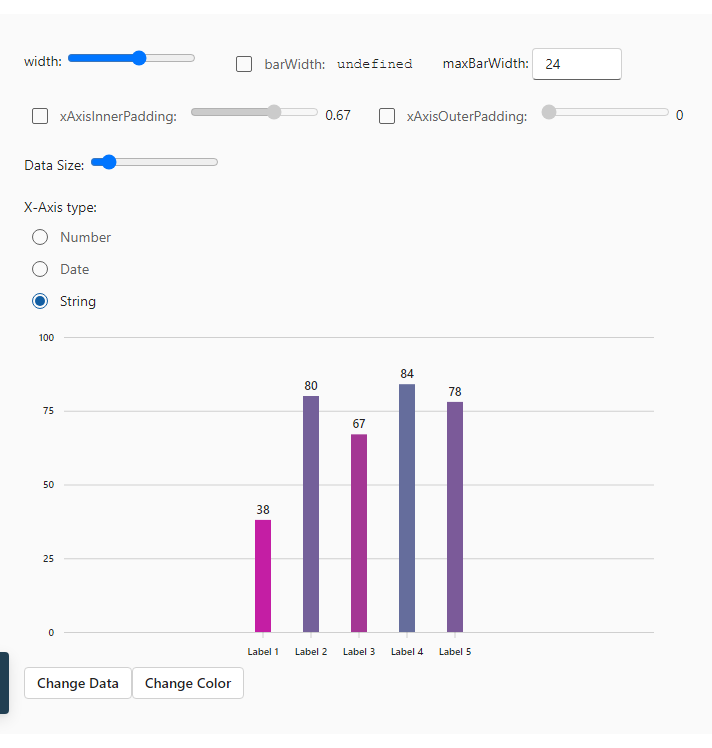 width: barWidth: undefined maxBarWidth: 24
xAxisInnerPadding: 0.67 xAxisOuterPadding: 0
Data Size:
X-Axis type:
Number
Date
String
100
84
80
78
75
67
50
38
25
0
Label 1 Label 2 Label 3 Label 4 Label 5
Change Data Change Color